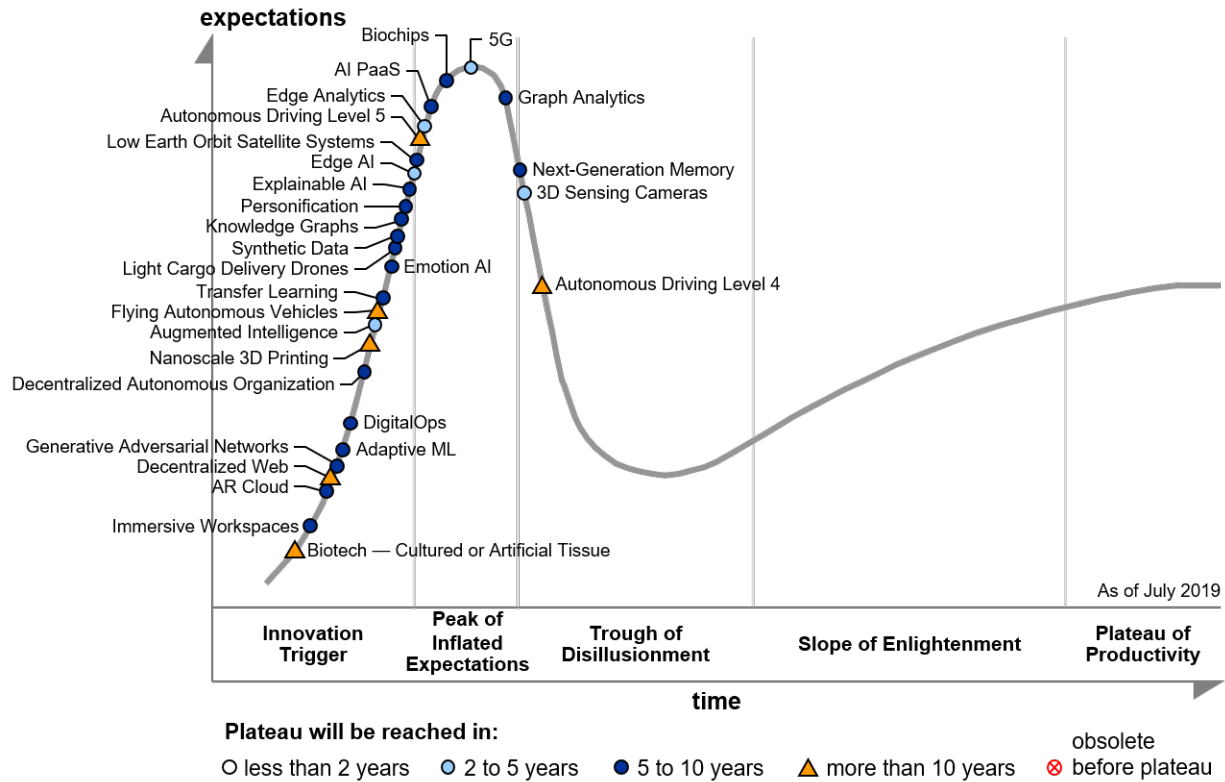 expectations
Biochips
5G
AI PaaS
Edge Analytics
Graph Analytics
Autonomous Driving Level 5
Low Earth Orbit Satellite Systems
Edge AI
Next-Generation Memory
Explainable AI
3D Sensing Cameras
Personification
Knowledge Graphs
Synthetic Data
Light Cargo Delivery Drones
Emotion AI
Transfer Learning
Autonomous Driving Level 4
Flying Autonomous Vehicles
Augmented Intelligence
Nanoscale 3D Printing
Decentralized Autonomous Organization
DigitalOps
Generative Adversarial Networks
Adaptive ML
Decentralized Web
AR Cloud
Immersive Workspaces
Biotech — Cultured or Artificial Tissue
As of July 2019
Innovation
Trigger
Peak of
Inflated
Expectations
Trough of
Disillusionment
Slope of Enlightenment
Plateau of
Productivity
time
Plateau will be reached in:
less than 2 years
2 to 5 years
5 to 10 years
more than 10 years
obsolete
before plateau